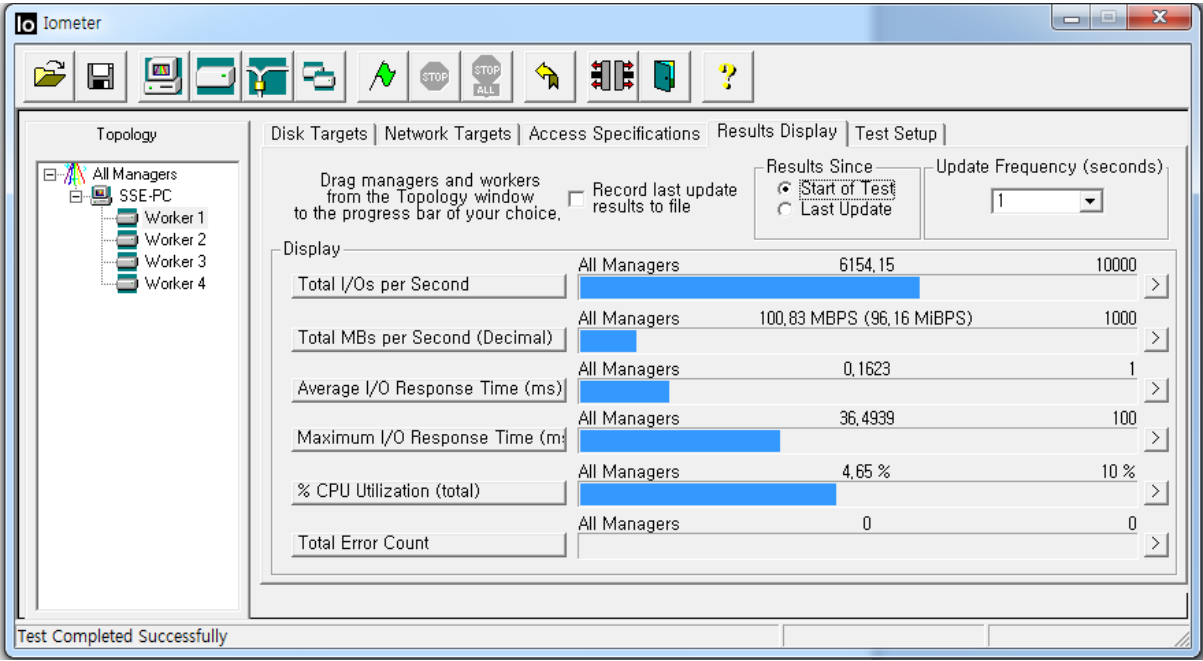 Io Iometer
STOP
STOP
ALL
Topology
All Managers
SSE-PC
Worker 1
Worker 2
Worker 3
Worker 4
Disk Targets
Network Targets
Access Specifications
Results Display
Test Setup
Drag managers and workers
from the Topology window
to the progress bar of your choice,
Record last update
results to file
Results Since
Start of Test
Last Update
Update Frequency (seconds)
1
Display
Total I/Os per Second
All Managers 6154,15 10000
>
Total MBs per Second (Decimal)
All Managers 100,83 MBPS (96,16 MiBPS) 1000
>
Average I/O Response Time (ms)
All Managers 0,1623 1
>
Maximum I/O Response Time (m
All Managers 36,4939 100
>
% CPU Utilization (total)
All Managers 4,65 % 10 %
>
Total Error Count
All Managers 0 0
>
Test Completed Successfully